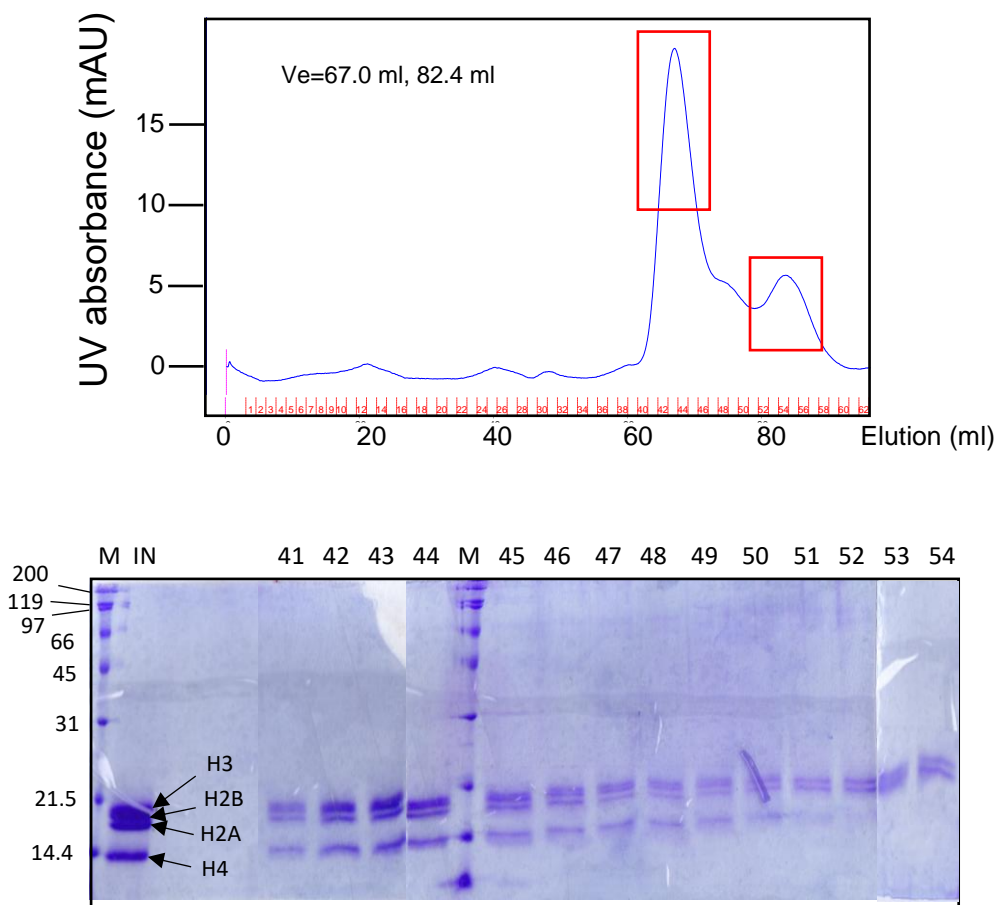 UV absorbance (mAU)
Ve=67.0 ml, 82.4 ml
15
10
5
0
1 2 3 4 5 6 7 8 9 10 12 14 16 18 20 22 24 26 28 30 32 34 36 38 40 42 44 46 48 50 52 54 56 58 60 62
0 20 40 60 80 Elution (ml)
M IN 41 42 43 44 M 45 46 47 48 49 50 51 52 53 54
200
119
97
66
45
31
21.5
14.4
H3
H2B
H2A
H4